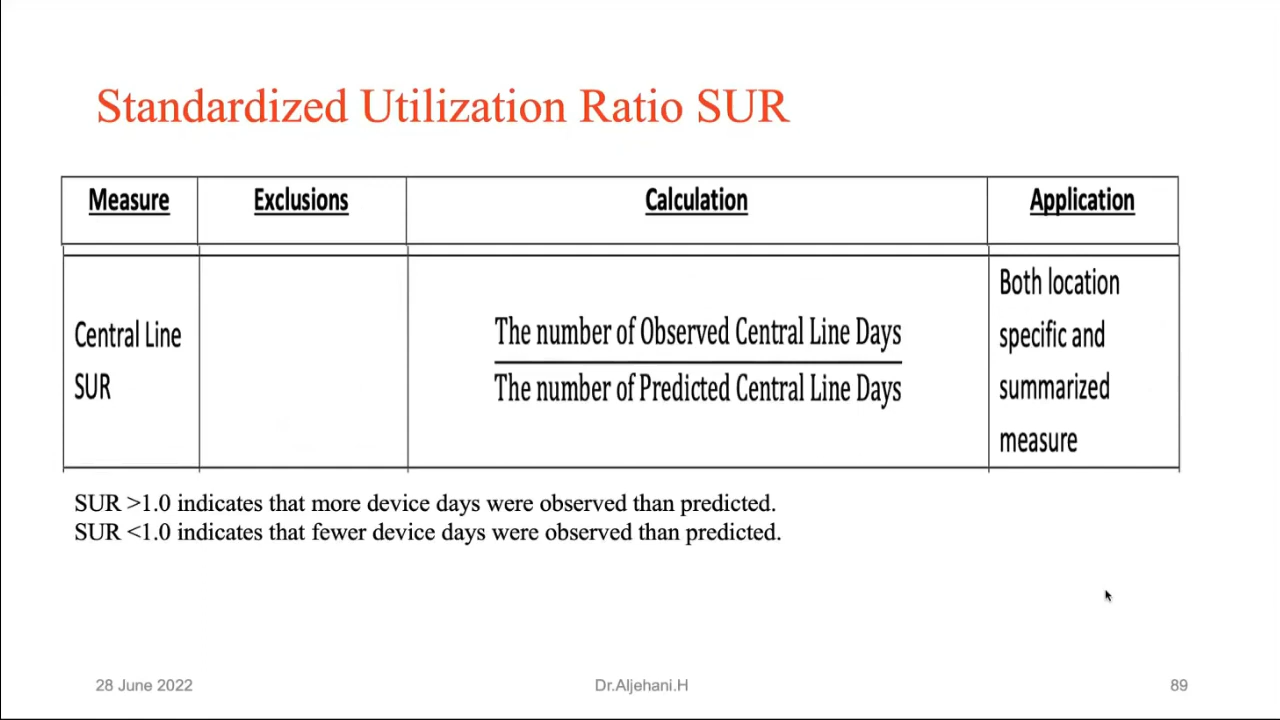 Standardized Utilization Ratio SUR
Measure
Exclusions
Calculation
Application
Central Line
SUR
The number of Observed Central Line Days
The number of Predicted Central Line Days
Both location
specific and
summarized
measure
SUR >1.0 indicates that more device days were observed than predicted.
SUR <1.0 indicates that fewer device days were observed than predicted.
28 June 2022
Dr.Aljehani.H
89